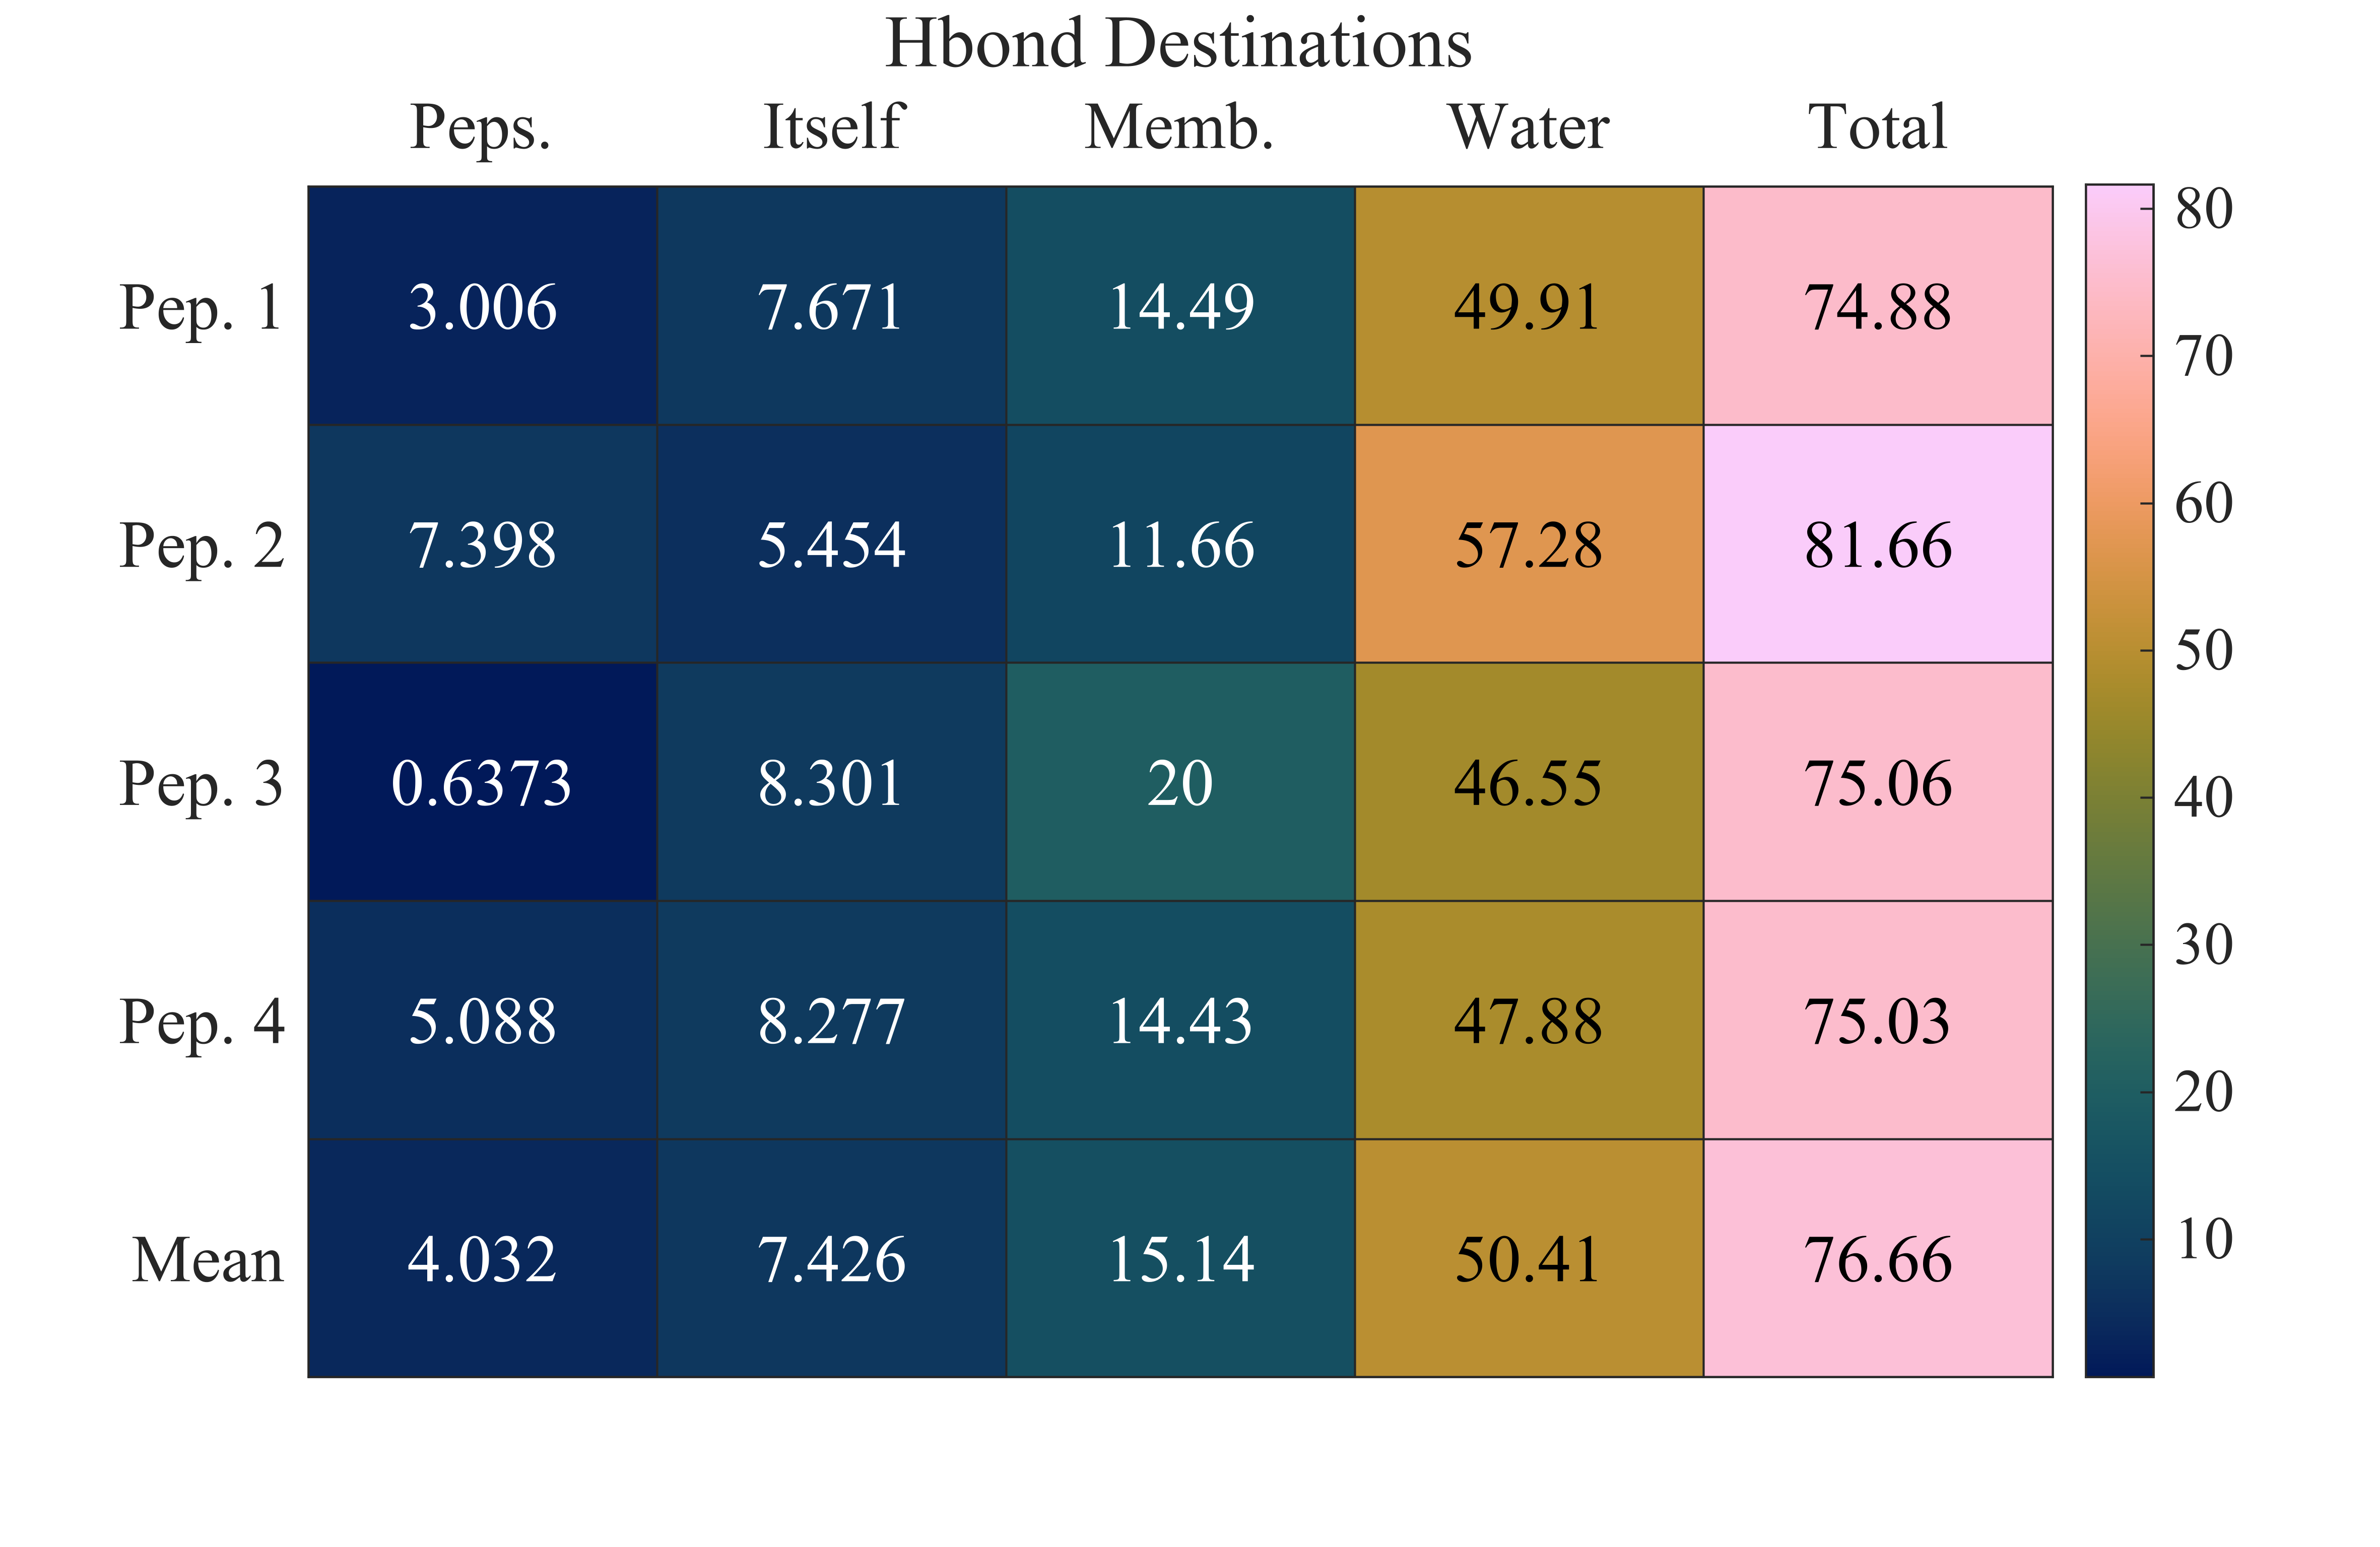 Hbond Destinations
Peps. Itself Memb. Water Total
Pep. 1 3.006 7.671 14.49 49.91 74.88
Pep. 2 7.398 5.454 11.66 57.28 81.66
Pep. 3 0.6373 8.301 20 46.55 75.06
Pep. 4 5.088 8.277 14.43 47.88 75.03
Mean 4.032 7.426 15.14 50.41 76.66
80
70
60
50
40
30
20
10